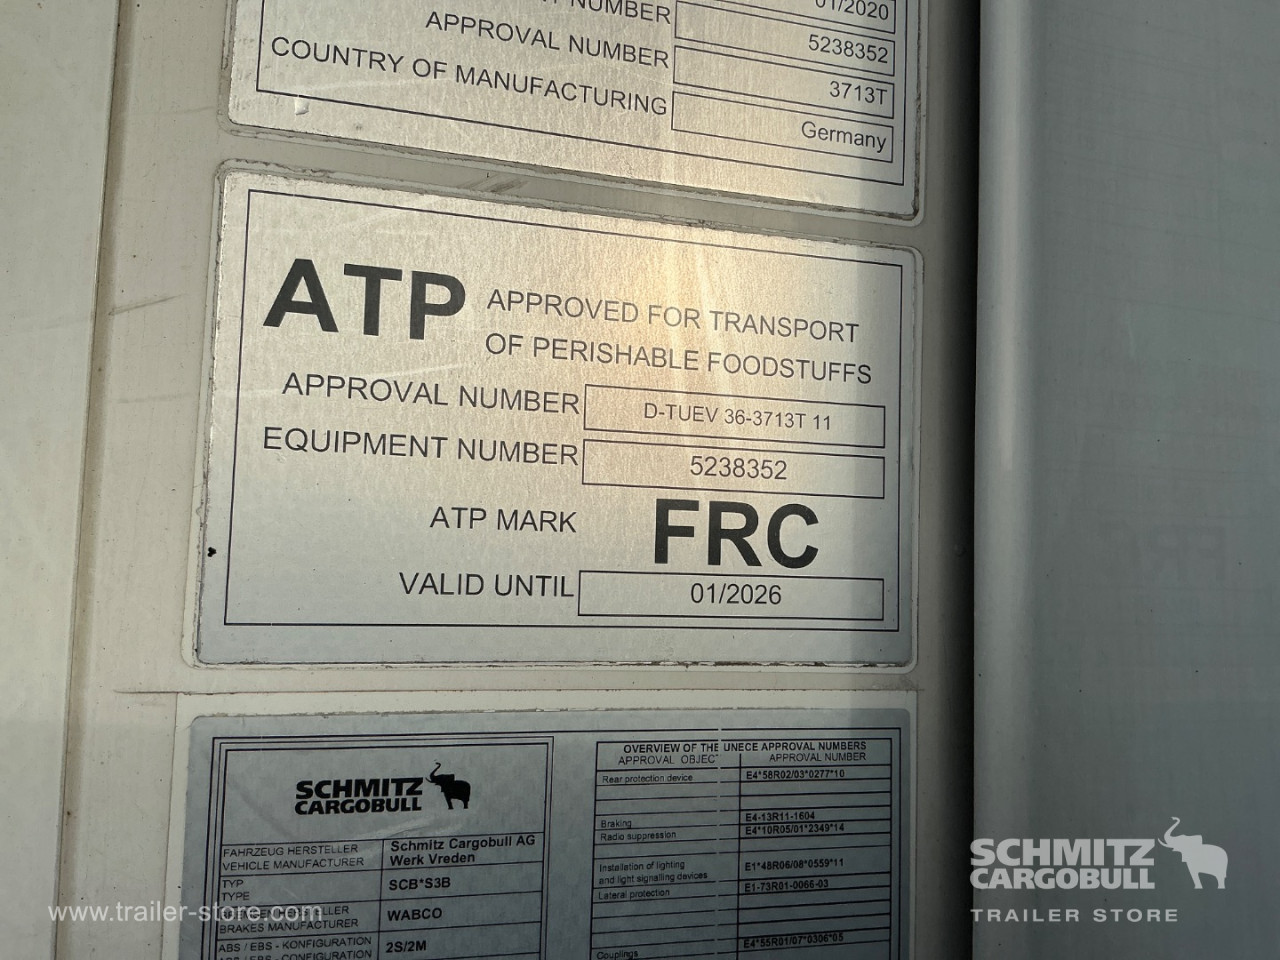 NUMBER 01/2020
APPROVAL NUMBER 5238352
COUNTRY OF MANUFACTURING 3713T
Germany
ATP APPROVED FOR TRANSPORT
OF PERISHABLE FOODSTUFFS
APPROVAL NUMBER D-TUEV 36-3713T 11
EQUIPMENT NUMBER 5238352
ATP MARK FRC
VALID UNTIL 01/2026
SCHMITZ
CARGOBULL
FAHRZEUG HERSTELLER
VEHICLE MANUFACTURER
Schmitz Cargobull AG
Werk Vreden
TYP
TYPE
SCB*S3B
BRAKES MANUFACTURER
WABCO
ABS / EBS - KONFIGURATION
ABS / EBS - CONFIGURATION
2S/2M
OVERVIEW OF THE UNECE APPROVAL NUMBERS
APPROVAL OBJECT APPROVAL NUMBER
Rear protection device E4*58R02/03*0277*10
Braking E4-13R11-1604
Radio suppression E4*10R05/01*2349*14
Installation of lighting
and light signalling devices E1*48R06/08*0559*11
Lateral protection E1-73R01-0066-03
Couplings E4*55R01/07*0306*05
www.trailer-store.com
SCHMITZ
CARGOBULL
TRAILER STORE